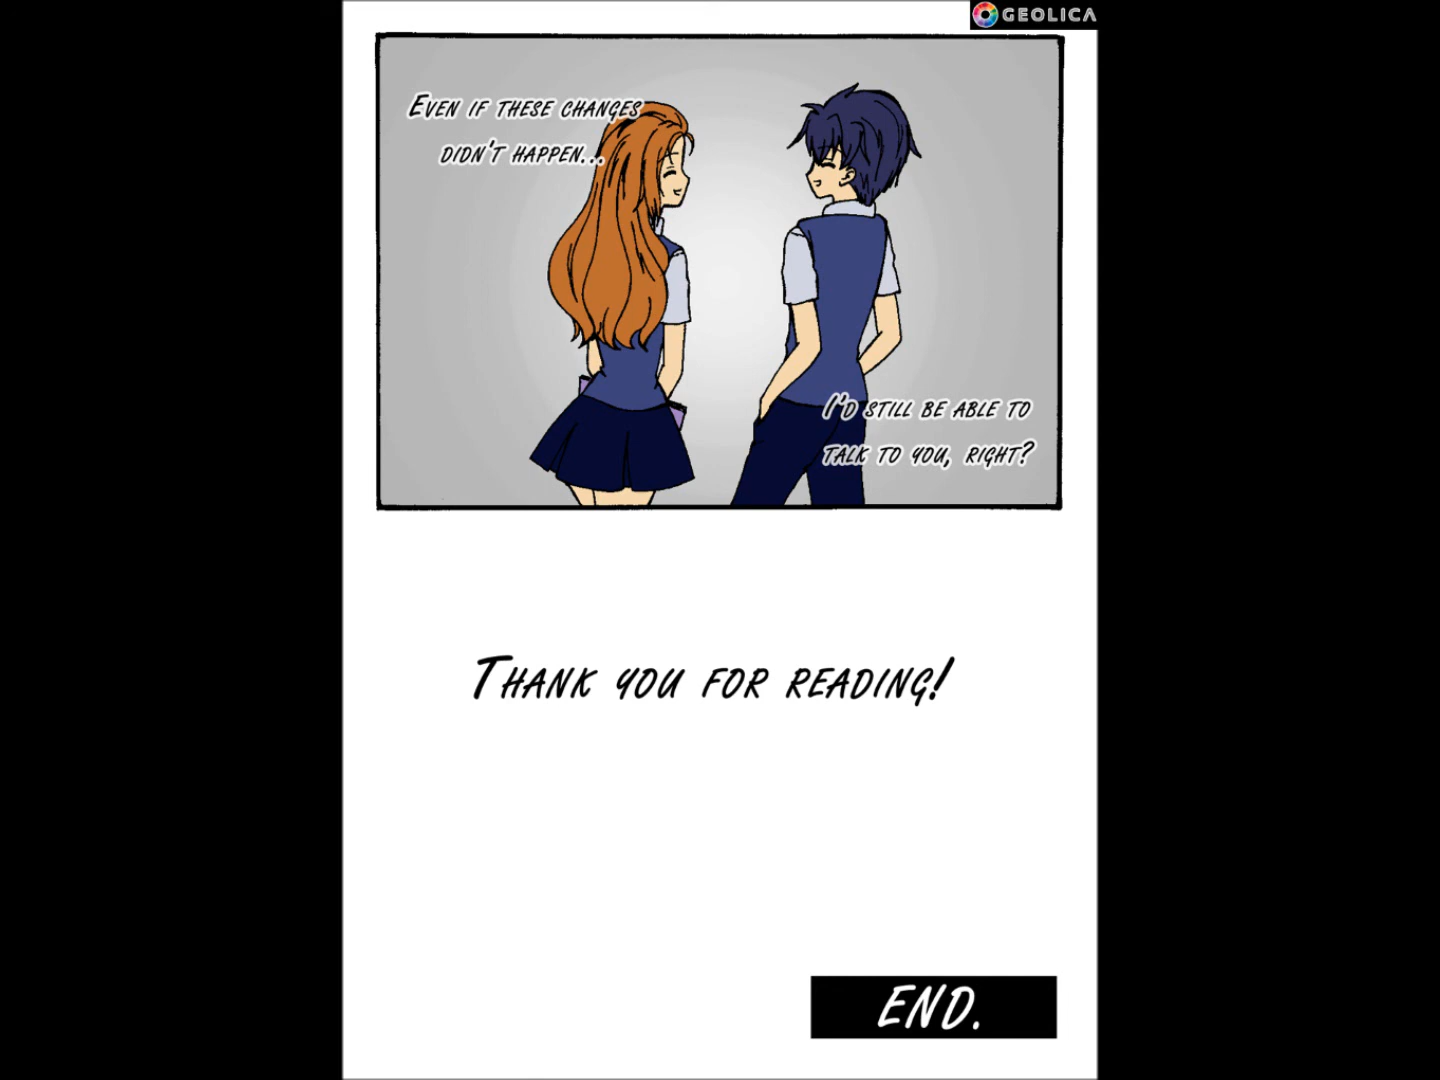 GEOLICA
Even if these changes
didn't happen...
I'd still be able to
talk to you, right?
Thank you for reading!
END.